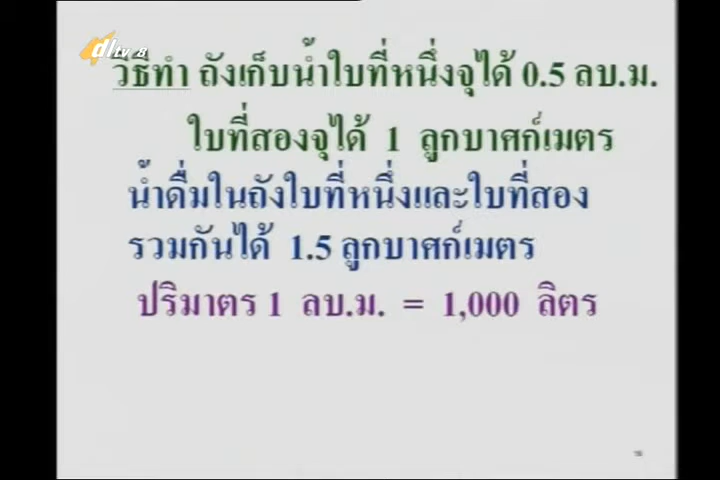 dltv 8
วิธีทำ ถังเก็บน้ำใบที่หนึ่งจุได้ 0.5 ลบ.ม.
ใบที่สองจุได้ 1 ลูกบาศก์เมตร
น้ำดื่มในถังใบที่หนึ่งและใบที่สอง
รวมกันได้ 1.5 ลูกบาศก์เมตร
ปริมาตร 1 ลบ.ม. = 1,000 ลิตร